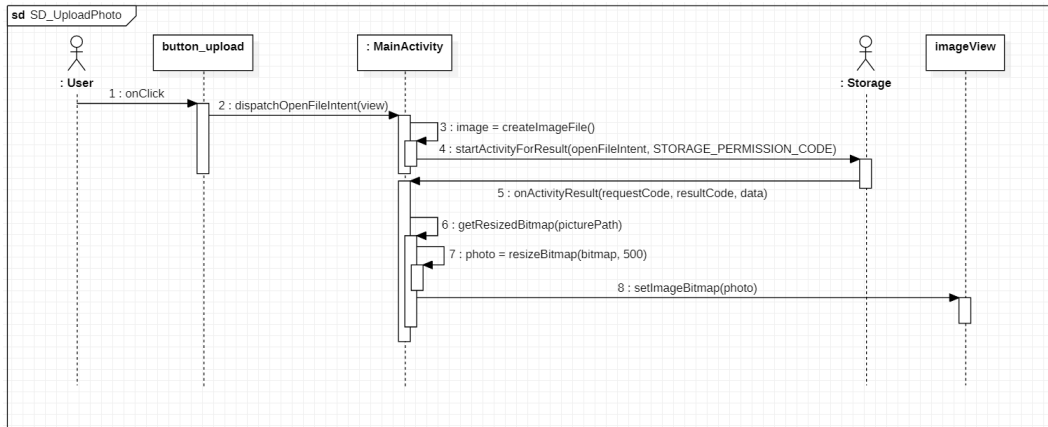 sd SD_UploadPhoto
button_upload
: MainActivity
imageView
: User
: Storage
1 : onClick
2 : dispatchOpenFileIntent(view)
3 : image = createImageFile()
4 : startActivityForResult(openFileIntent, STORAGE_PERMISSION_CODE)
5 : onActivityResult(requestCode, resultCode, data)
6 : getResizedBitmap(picturePath)
7 : photo = resizeBitmap(bitmap, 500)
8 : setImageBitmap(photo)